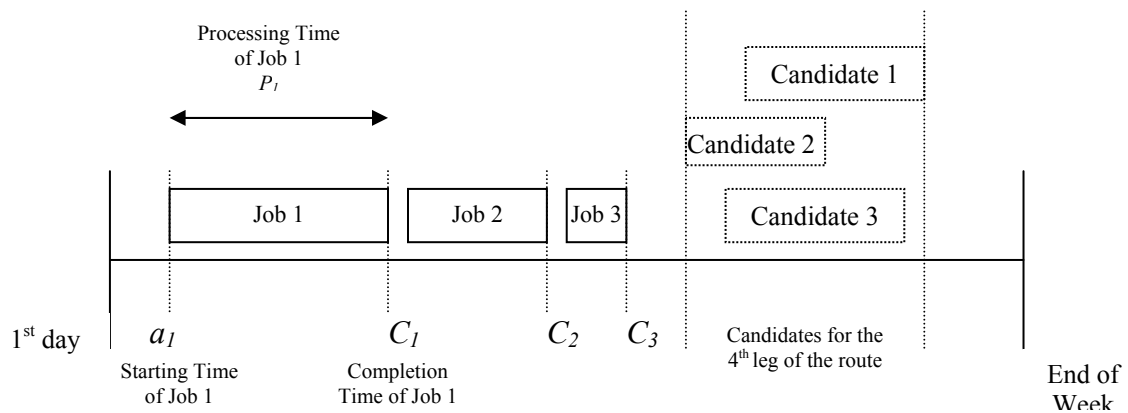 Processing Time
of Job 1
P1
Candidate 1
Candidate 2
Candidate 3
Job 1
Job 2
Job 3
1st day
a1
C1
C2
C3
Starting Time
of Job 1
Completion
Time of Job 1
Candidates for the
4th leg of the route
End of
Week